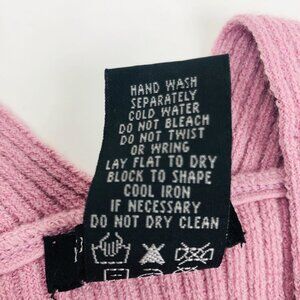 HAND WASH
SEPARATELY
COLD WATER
DO NOT BLEACH
DO NOT TWIST
OR WRING
LAY FLAT TO DRY
BLOCK TO SHAPE
COOL IRON
IF NECESSARY
DO NOT DRY CLEAN